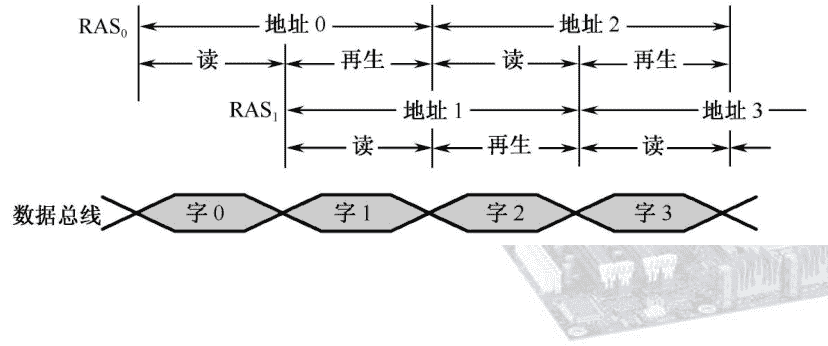 RAS₀ 地址 0 地址 2
读 再生 读 再生
RAS₁ 地址 1 地址 3
读 再生 读
数据总线 字 0 字 1 字 2 字 3